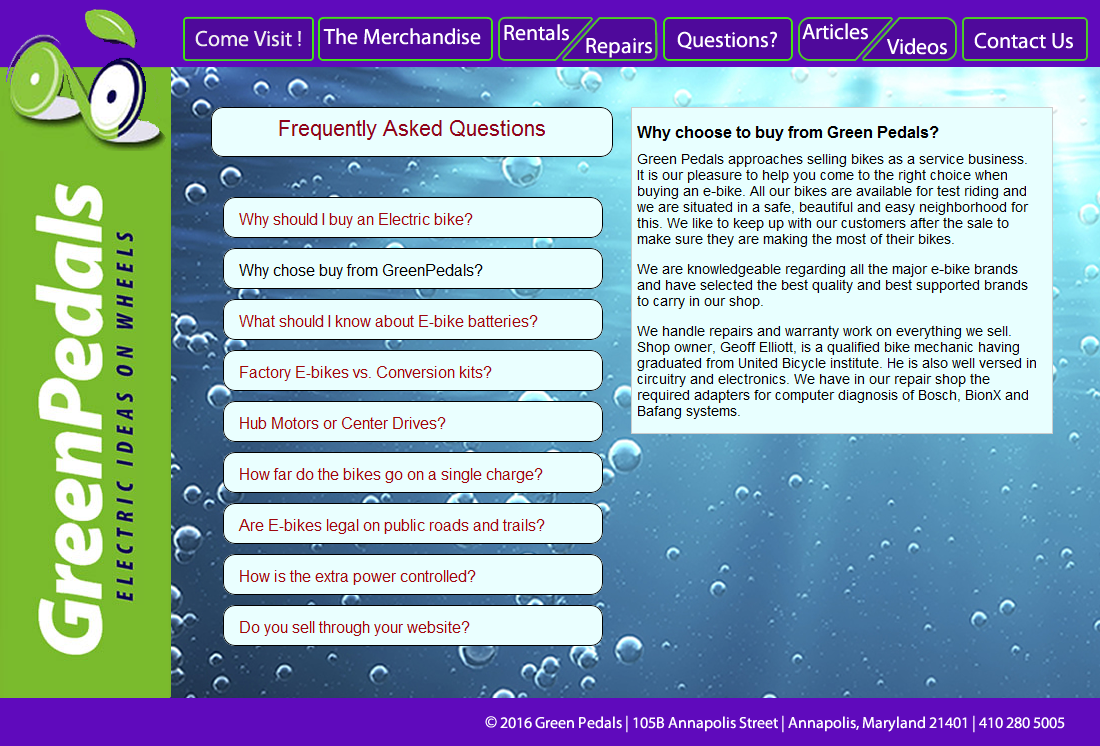 Come Visit !
The Merchandise
Rentals
Repairs
Questions?
Articles
Videos
Contact Us
GreenPedals
ELECTRIC IDEAS ON WHEELS
Frequently Asked Questions
Why should I buy an Electric bike?
Why chose buy from GreenPedals?
What should I know about E-bike batteries?
Factory E-bikes vs. Conversion kits?
Hub Motors or Center Drives?
How far do the bikes go on a single charge?
Are E-bikes legal on public roads and trails?
How is the extra power controlled?
Do you sell through your website?
Why choose to buy from Green Pedals?
Green Pedals approaches selling bikes as a service business.
It is our pleasure to help you come to the right choice when
buying an e-bike. All our bikes are available for test riding and
we are situated in a safe, beautiful and easy neighborhood for
this. We like to keep up with our customers after the sale to
make sure they are making the most of their bikes.
We are knowledgeable regarding all the major e-bike brands
and have selected the best quality and best supported brands
to carry in our shop.
We handle repairs and warranty work on everything we sell.
Shop owner, Geoff Elliott, is a qualified bike mechanic having
graduated from United Bicycle institute. He is also well versed in
circuitry and electronics. We have in our repair shop the
required adapters for computer diagnosis of Bosch, BionX and
Bafang systems.
© 2016 Green Pedals | 105B Annapolis Street | Annapolis, Maryland 21401 | 410 280 5005